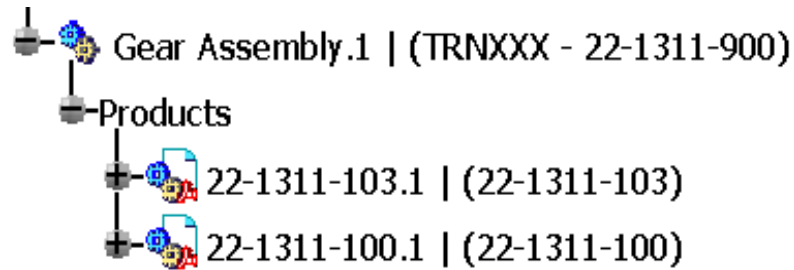 Gear Assembly.1 | (TRNXXX - 22-1311-900)
Products
22-1311-103.1 | (22-1311-103)
22-1311-100.1 | (22-1311-100)